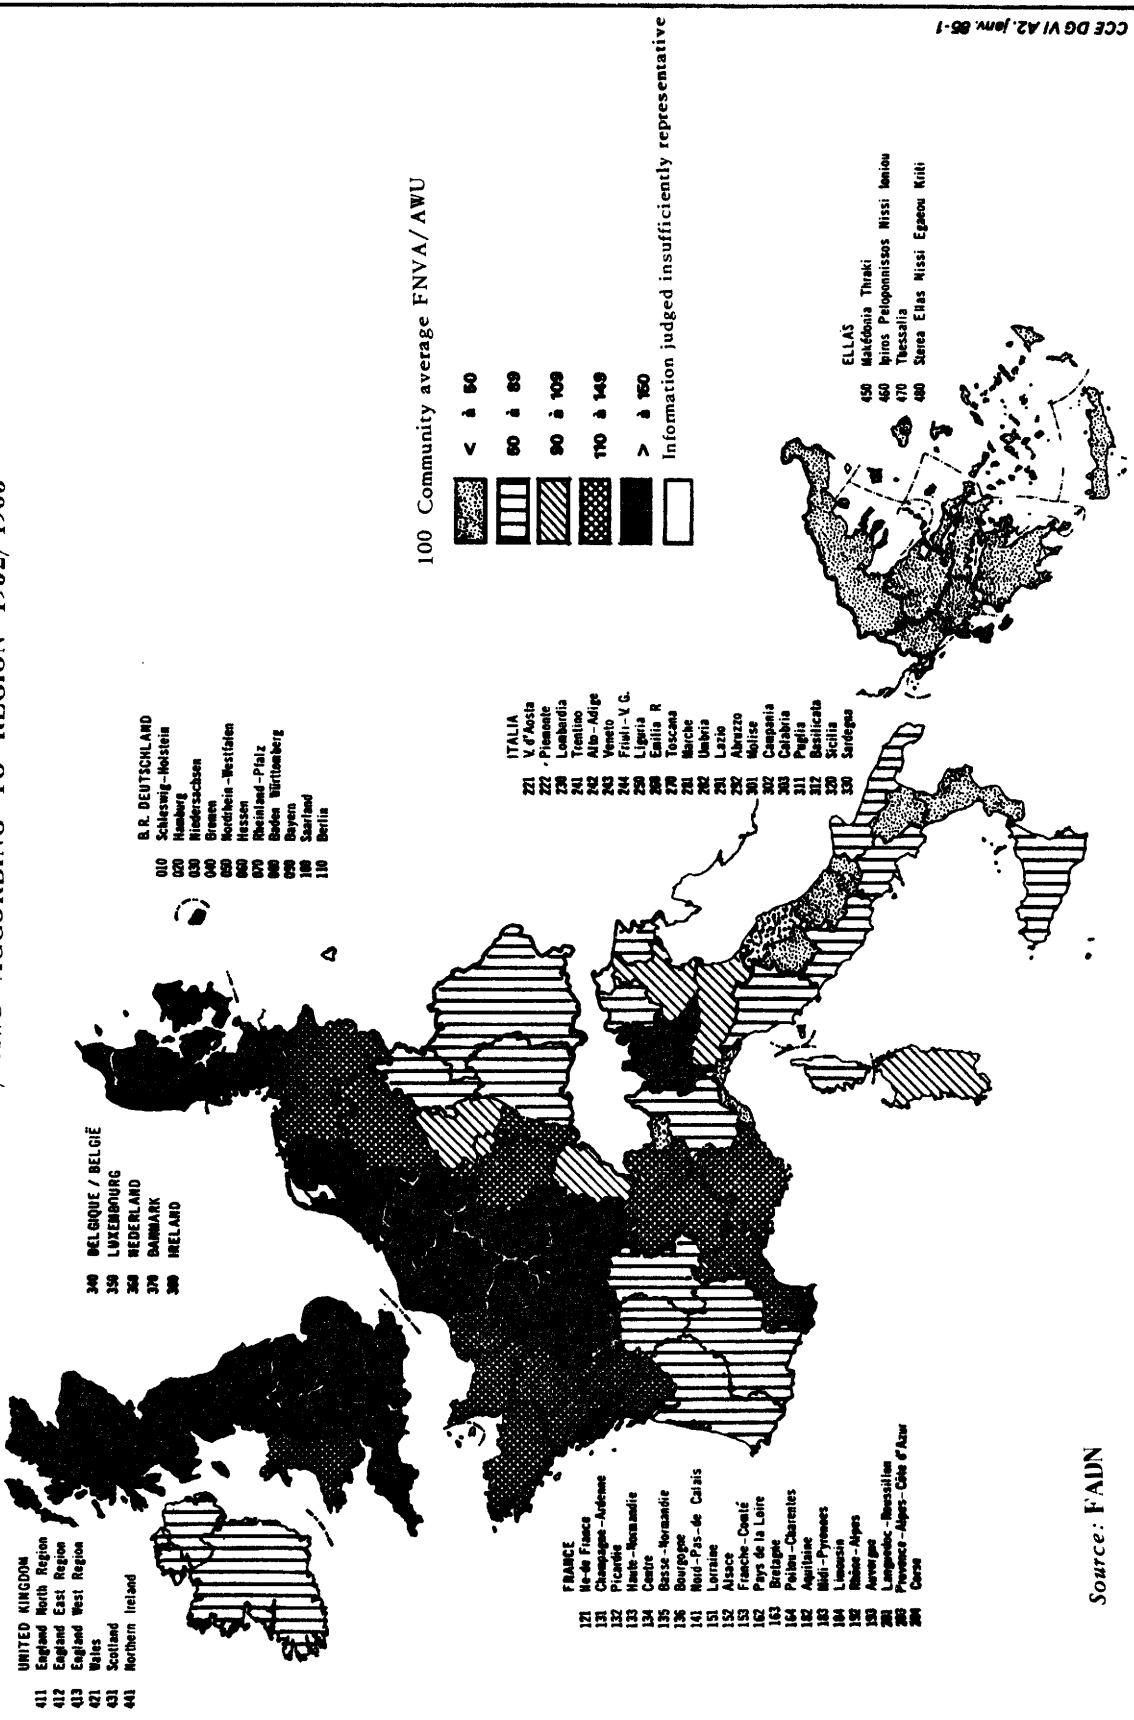 ACCORDING TO REGION 1982/ 1983
UNITED KINGDOM
411 England North Region
412 England East Region
413 England West Region
421 Wales
431 Scotland
441 Northern Ireland
340 BELGIQUE / BELGIË
350 LUXEMBOURG
360 NEDERLAND
370 DANMARK
380 IRELAND
B.R. DEUTSCHLAND
010 Schleswig-Holstein
020 Hamburg
030 Niedersachsen
040 Bremen
050 Nordrhein-Westfalen
060 Hessen
070 Rheinland-Pfalz
080 Baden Württemberg
090 Bayern
100 Saarland
110 Berlin
100 Community average FNVA/ AWU
< à 60
60 à 89
90 à 109
110 à 149
> à 150
Information judged insufficiently representative
FRANCE
121 Ile-de France
131 Champagne-Ardenne
132 Picardie
133 Haute-Normandie
134 Centre
135 Basse-Normandie
136 Bourgogne
141 Nord-Pas-de Calais
151 Lorraine
152 Alsace
153 Franche-Comté
162 Pays de la Loire
163 Bretagne
164 Poitou-Charentes
182 Aquitaine
183 Midi-Pyrenees
184 Limousin
192 Rhône-Alpes
193 Auvergne
201 Languedoc-Roussillon
203 Provence-Alpes-Côte d'Azur
204 Corse
ITALIA
221 V. d'Aosta
222 Piemonte
230 Lombardia
241 Trentino
242 Alto-Adige
243 Veneto
244 Friuli-V. G.
250 Liguria
260 Emilia R
270 Toscana
281 Marche
282 Umbria
291 Lazio
292 Abruzzo
301 Molise
302 Campania
303 Calabria
311 Puglia
312 Basilicata
320 Sicilia
330 Sardegna
ELLAS
450 Makédonia Thraki
460 Ipiros Peloponnissos Nissi Ioniou
470 Thessalia
480 Sterea Ellas Nissi Egaeou Kriti
Source: FADN
CCE DG VI A2. janv. 85-1